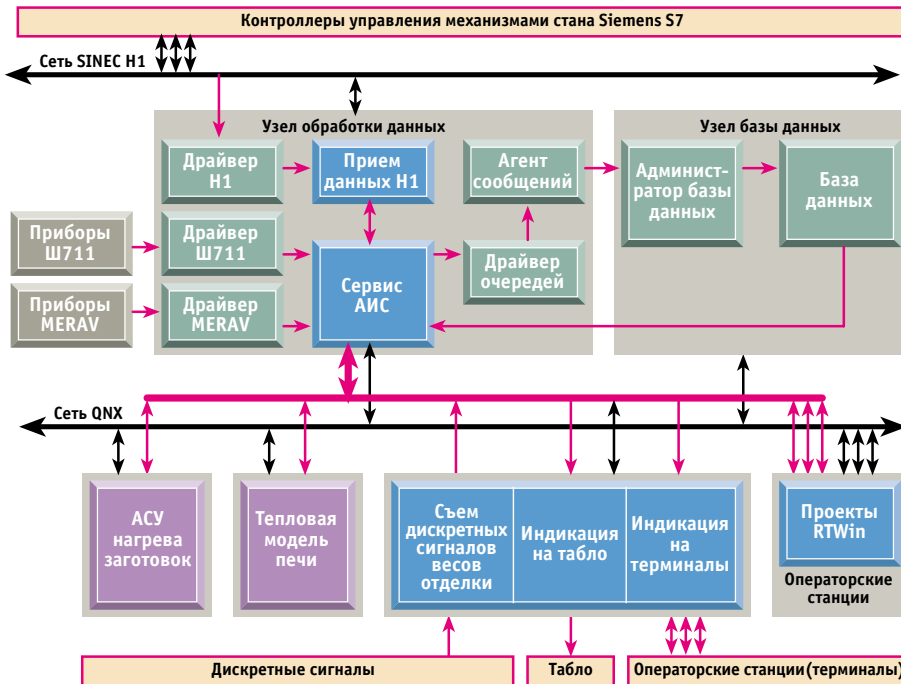 Контроллеры управления механизмами стана Siemens S7
Сеть SINEC H1
Узел обработки данных
Узел базы данных
Драйвер
H1
Прием
данных H1
Агент
сообщений
Админист-
ратор базы
данных
База
данных
Приборы
Ш711
Драйвер
Ш711
Сервис
АИС
Драйвер
очередей
Приборы
MERAV
Драйвер
MERAV
Сеть QNX
АСУ
нагрева
заготовок
Тепловая
модель
печи
Съем
дискретных
сигналов
весов
отделки
Индикация
на табло
Индикация
на
терминалы
Проекты
RTWin
Операторские
станции
Дискретные сигналы
Табло
Операторские станции (терминалы)